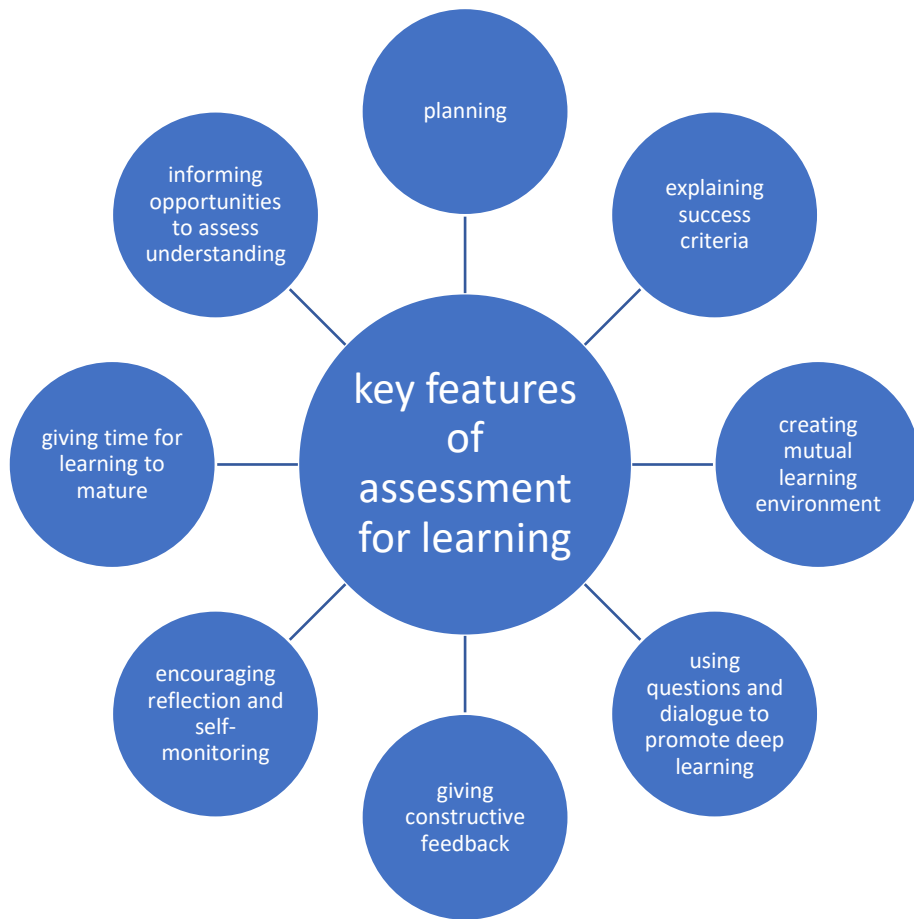 planning
explaining
success
criteria
creating
mutual
learning
environment
using
questions and
dialogue to
promote deep
learning
giving
constructive
feedback
encouraging
reflection and
self-
monitoring
giving time for
learning to
mature
informing
opportunities
to assess
understanding
key features
of
assessment
for learning